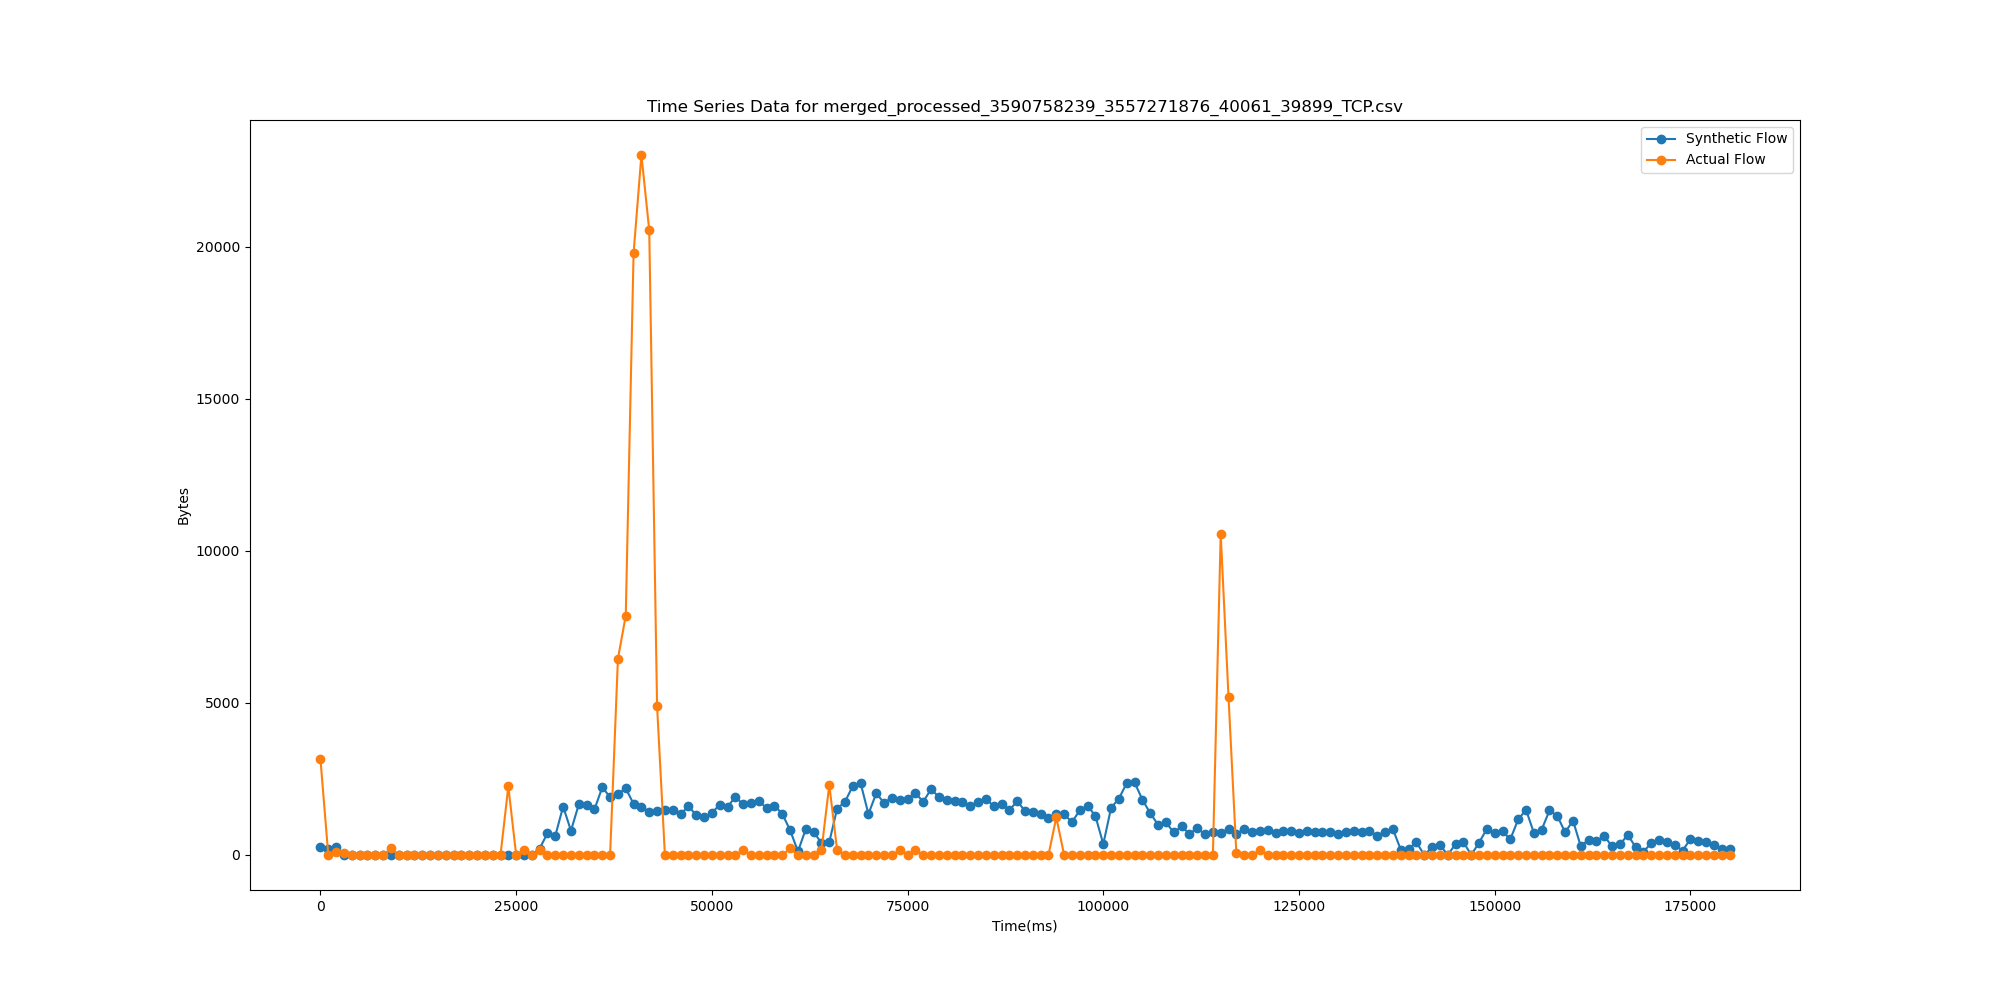 Time Series Data for merged_processed_3590758239_3557271876_40061_39899_TCP.csv
Synthetic Flow
Actual Flow
20000
15000
10000
5000
0
Bytes
0 25000 50000 75000 100000 125000 150000 175000
Time(ms)